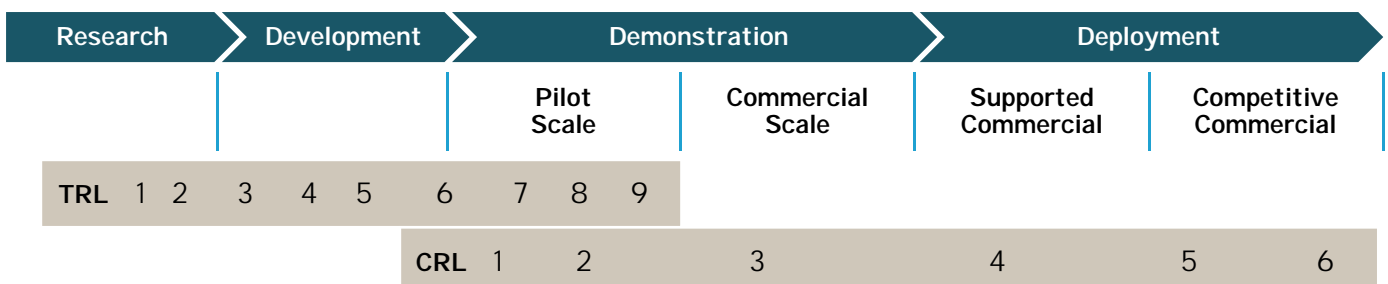 Research Development Demonstration Deployment
Pilot Commercial Supported Competitive
Scale Scale Commercial Commercial
TRL 1 2 3 4 5 6 7 8 9
CRL 1 2 3 4 5 6